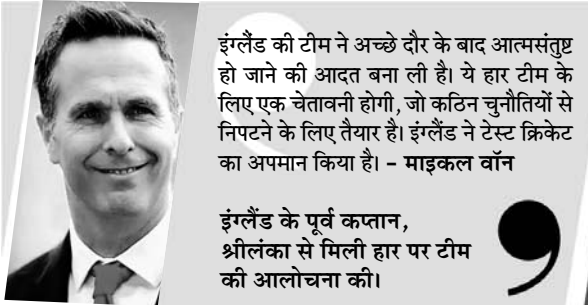 इंग्लैंड की टीम ने अच्छे दौर के बाद आत्मसंतुष्ट
हो जाने की आदत बना ली है। ये हार टीम के
लिए एक चेतावनी होगी, जो कठिन चुनौतियों से
निपटने के लिए तैयार है। इंग्लैंड ने टेस्ट क्रिकेट
का अपमान किया है। - माइकल वॉन
इंग्लैंड के पूर्व कप्तान,
श्रीलंका से मिली हार पर टीम
की आलोचना की।